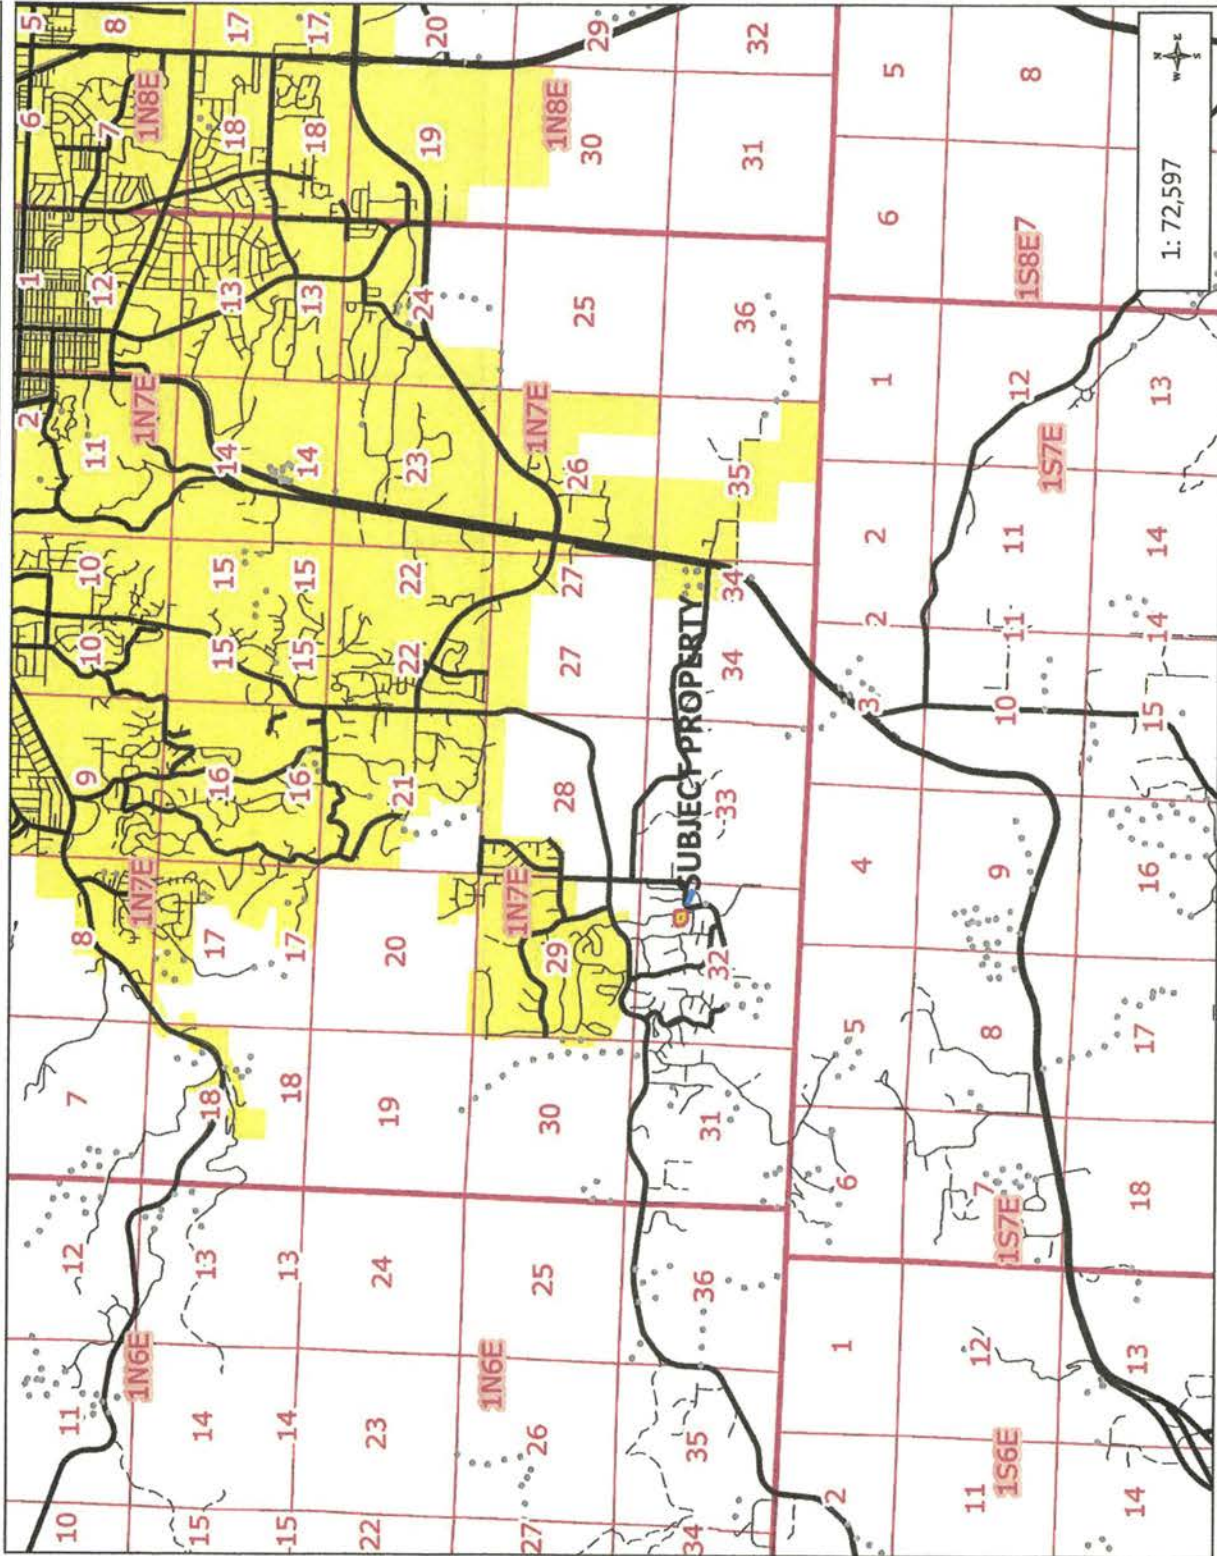 2 1 6 5
10 11 12 7 8 9 10 10 11 12 7 8
1N6E 1N7E 1N7E 1N8E
15 14 13 18 17 16 15 15 14 13 18 17
15 14 13 18 17 16 15 15 14 13 18 17
22 23 24 19 20 21 22 22 23 24 19 20
1N6E 1N7E 1N7E 1N8E
27 26 25 30 29 28 27 27 26 25 30 29
SUBJECT PROPERTY
34 35 36 31 32 33 34 34 35 36 31 32
2 1 6 5 4 3 2 2 1 6 5
11 12 7 8 9 10 11 11 12 8
1S6E 1S7E 1S7E 1S8E7
14 13 18 17 16 15 14 14 13
1: 72,597
N
W E
S